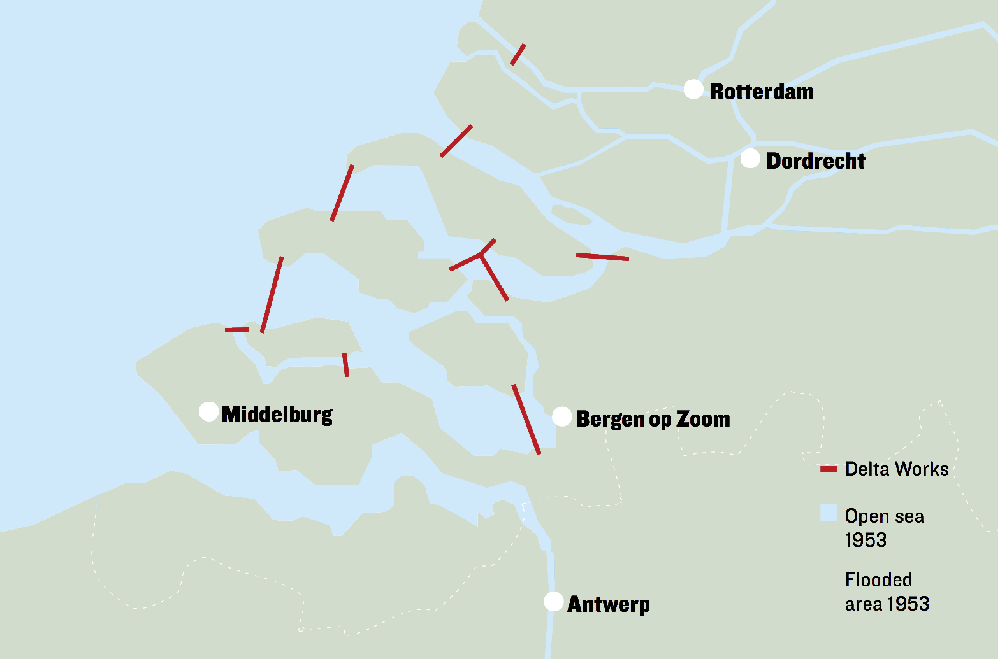 Rotterdam
Dordrecht
Middelburg
Bergen op Zoom
Delta Works
Open sea
1953
Flooded
area 1953
Antwerp